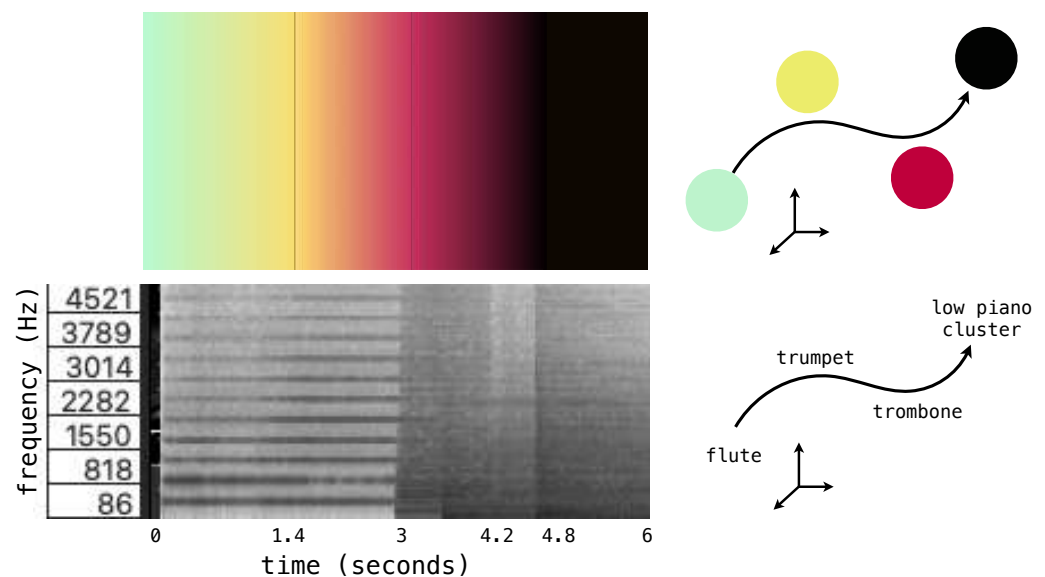 frequency (Hz)
4521
3789
3014
2282
1550
818
86
0 1.4 3 4.2 4.8 6
time (seconds)
low piano
cluster
trumpet
trombone
flute